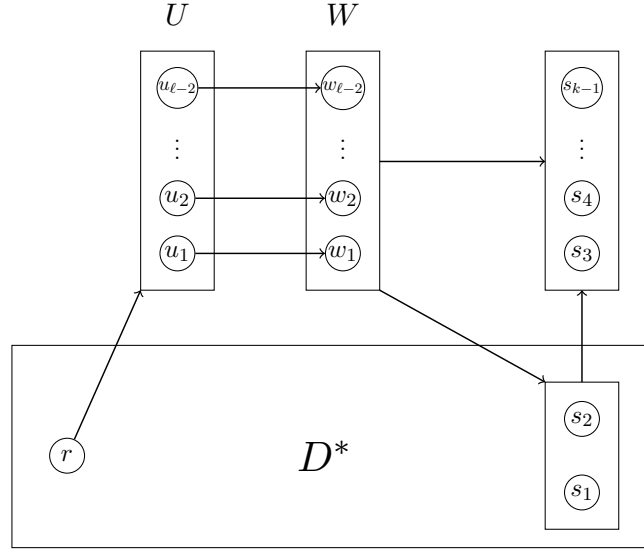 U W
u_{ℓ−2} w_{ℓ−2} s_{k−1}
⋮ ⋮ ⋮
u_2 w_2 s_4
u_1 w_1 s_3
s_2
r D*
s_1